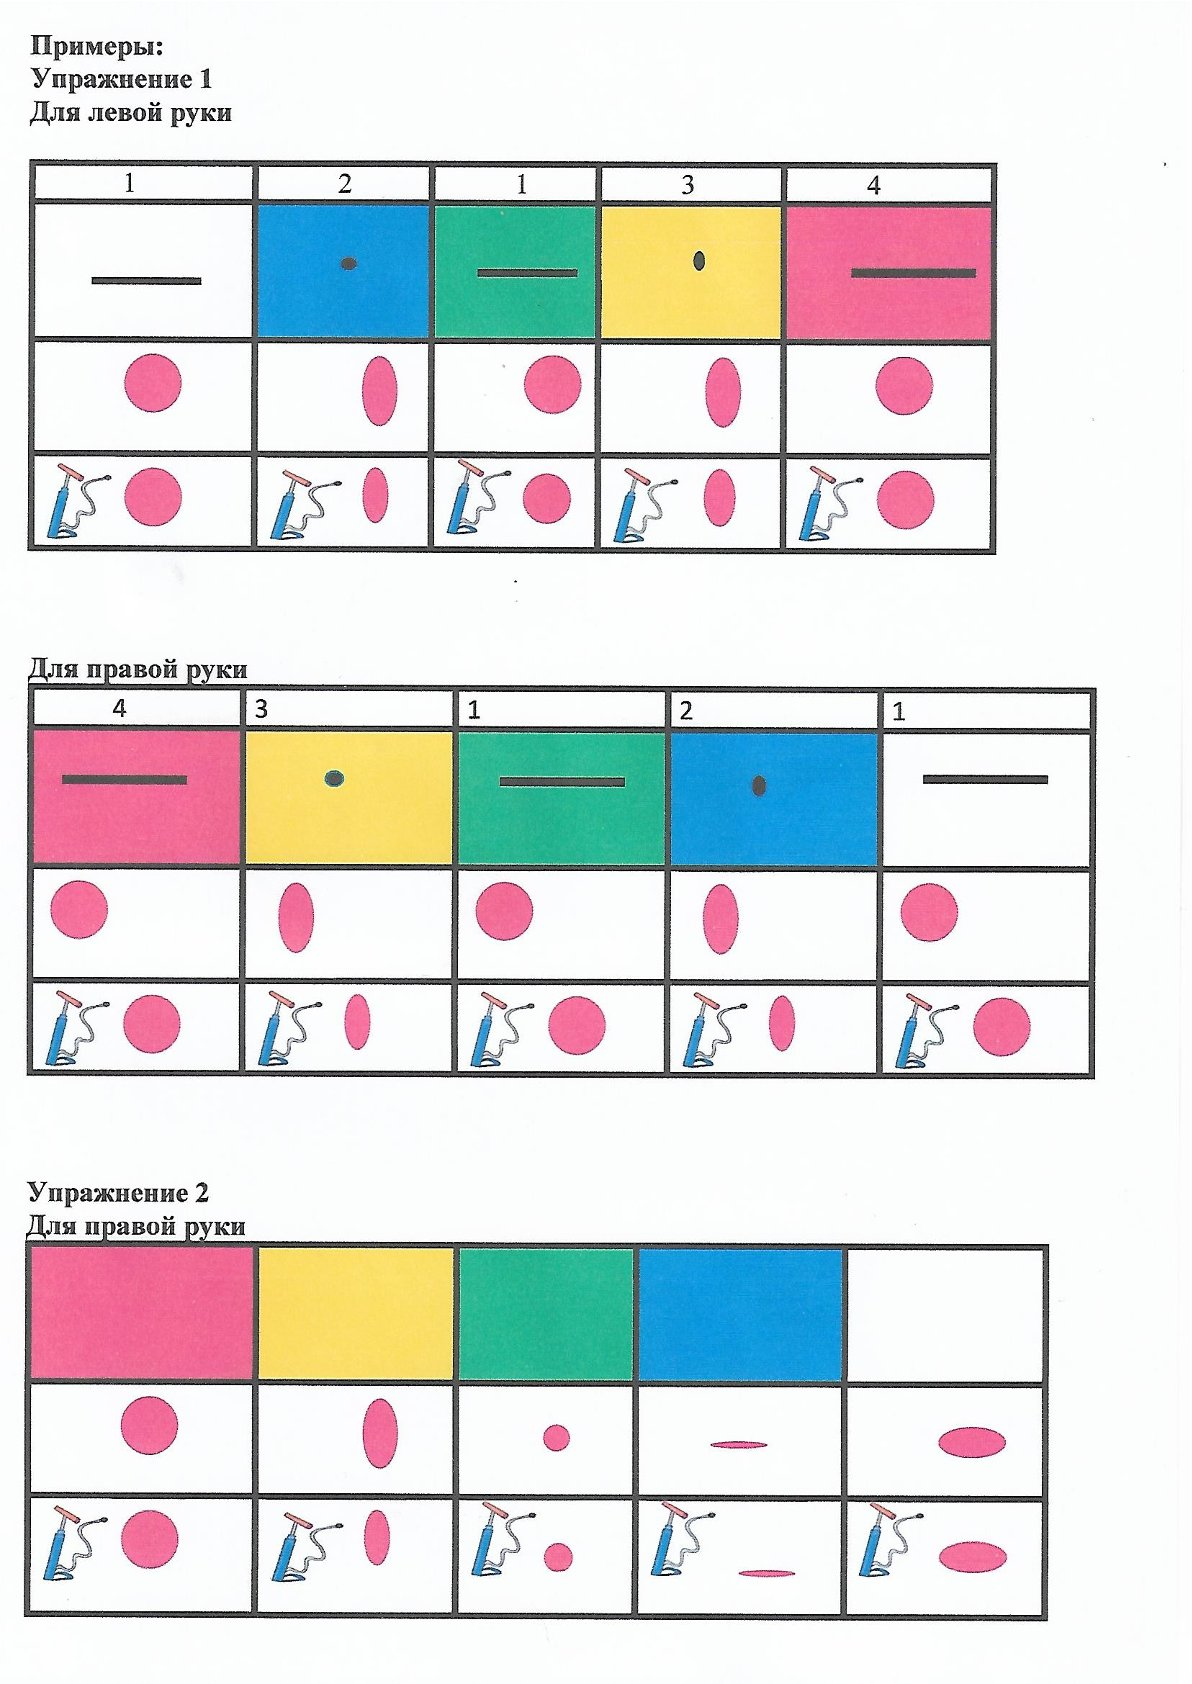 Примеры:
Упражнение 1
Для левой руки
1 2 1 3 4
Для правой руки
4 3 1 2 1
Упражнение 2
Для правой руки